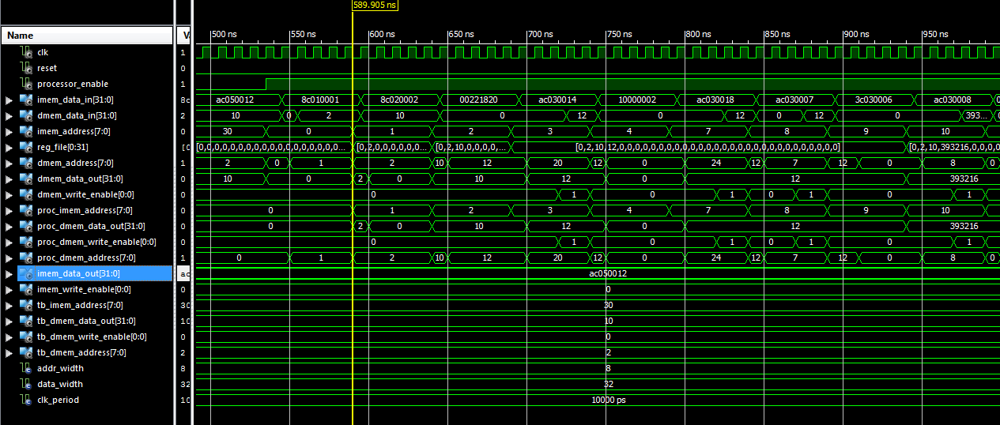 589.905 ns
Name V. 500 ns 550 ns 600 ns 650 ns 700 ns 750 ns 800 ns 850 ns 900 ns 950 ns
clk 1
reset 0
processor_enable 1
imem_data_in[31:0] 8c ac050012 8c010001 8c020002 00221820 ac030014 10000002 ac030018 ac030007 3c030006 ac030008
dmem_data_in[31:0] 2 10 0 2 10 0 12 0 12 0 12 0 393...
imem_address[7:0] 0 30 0 1 2 3 4 7 8 9 10
reg_file[0:31] [0 [0,0,0,0,0,0,0,0,0,0,0,0,0,0,0,0,0,... [0,2,0,0,0,0,0,0,... [0,2,10,0,0,0,0,... [0,2,10,12,0,0,0,0,0,0,0,0,0,0,0,0,0,0,0,0,0,0,0,0,0,0,0,0,0,0,0,0] [0,2,10,393216,0,0,0,0,...
dmem_address[7:0] 1 2 0 1 2 10 12 20 12 0 24 12 7 12 0 8 0
dmem_data_out[31:0] 0 10 0 2 0 10 12 0 12 393216
dmem_write_enable[0:0] 0 0 1 0 1 0 1 0 1
proc_imem_address[7:0] 0 0 1 2 3 4 7 8 9 10
proc_dmem_data_out[31:0] 0 0 2 0 10 12 0 12 393216
proc_dmem_write_enable[0:0] 0 0 1 0 1 0 1 0 1
proc_dmem_address[7:0] 1 0 1 2 10 12 20 12 0 24 12 7 12 0 8 0
imem_data_out[31:0] ac ac050012
imem_write_enable[0:0] 0 0
tb_imem_address[7:0] 30 30
tb_dmem_data_out[31:0] 10 10
tb_dmem_write_enable[0:0] 0 0
tb_dmem_address[7:0] 2 2
addr_width 8 8
data_width 32 32
clk_period 10 10000 ps